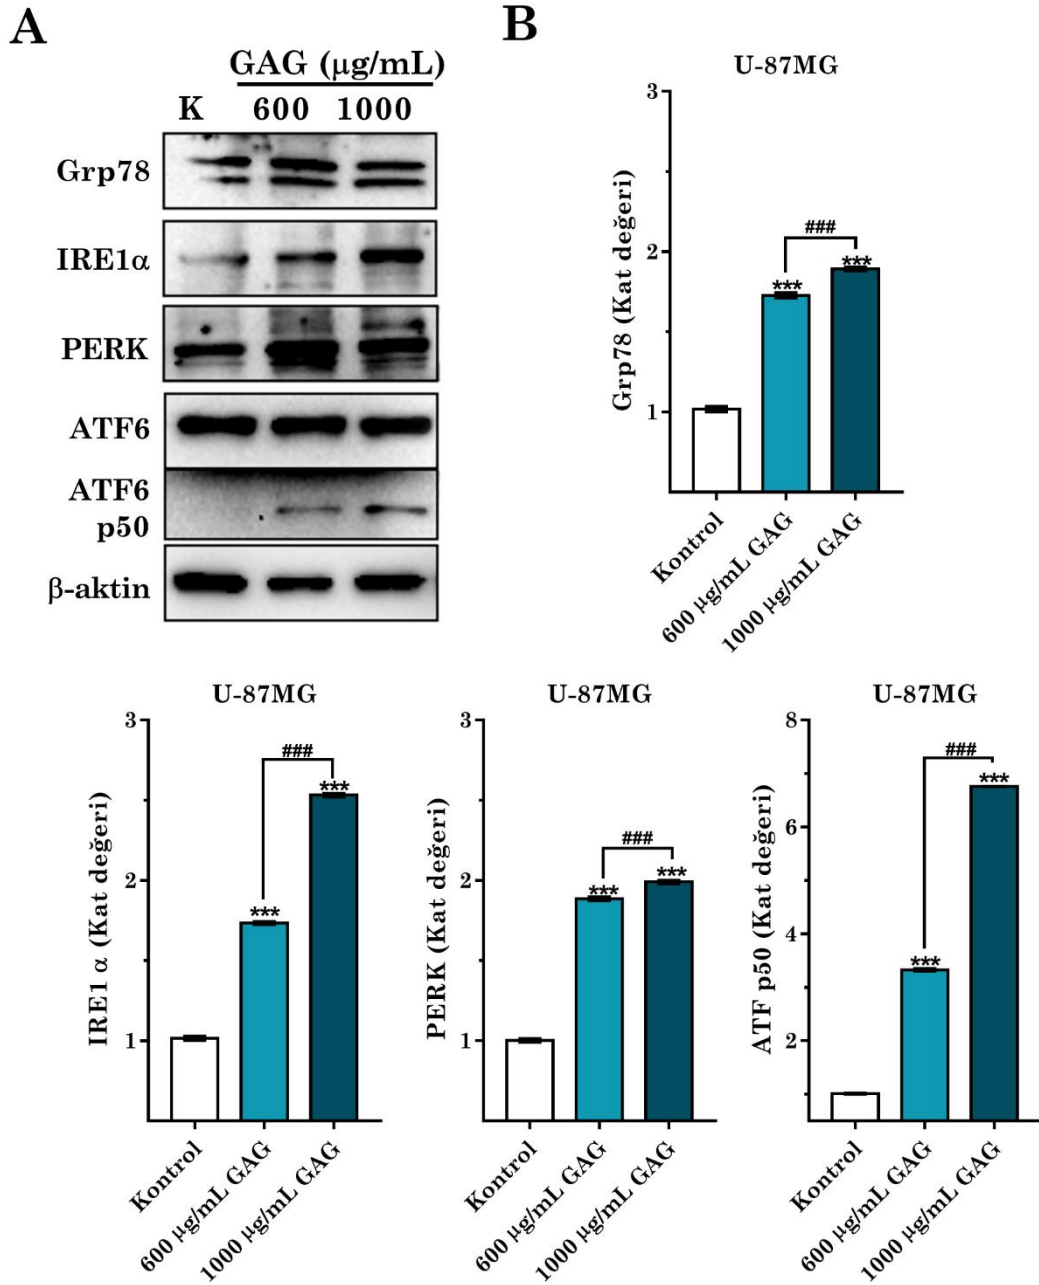 A
GAG (µg/mL)
K 600 1000
Grp78
IRE1α
PERK
ATF6
ATF6
p50
β-aktin
B
U-87MG
Grp78 (Kat değeri)
3
2
1
###
***
***
Kontrol
600 µg/mL GAG
1000 µg/mL GAG
U-87MG
IRE1 α (Kat değeri)
3
2
1
###
***
***
Kontrol
600 µg/mL GAG
1000 µg/mL GAG
U-87MG
PERK (Kat değeri)
3
2
1
###
***
***
Kontrol
600 µg/mL GAG
1000 µg/mL GAG
U-87MG
ATF p50 (Kat değeri)
8
6
4
2
###
***
***
Kontrol
600 µg/mL GAG
1000 µg/mL GAG